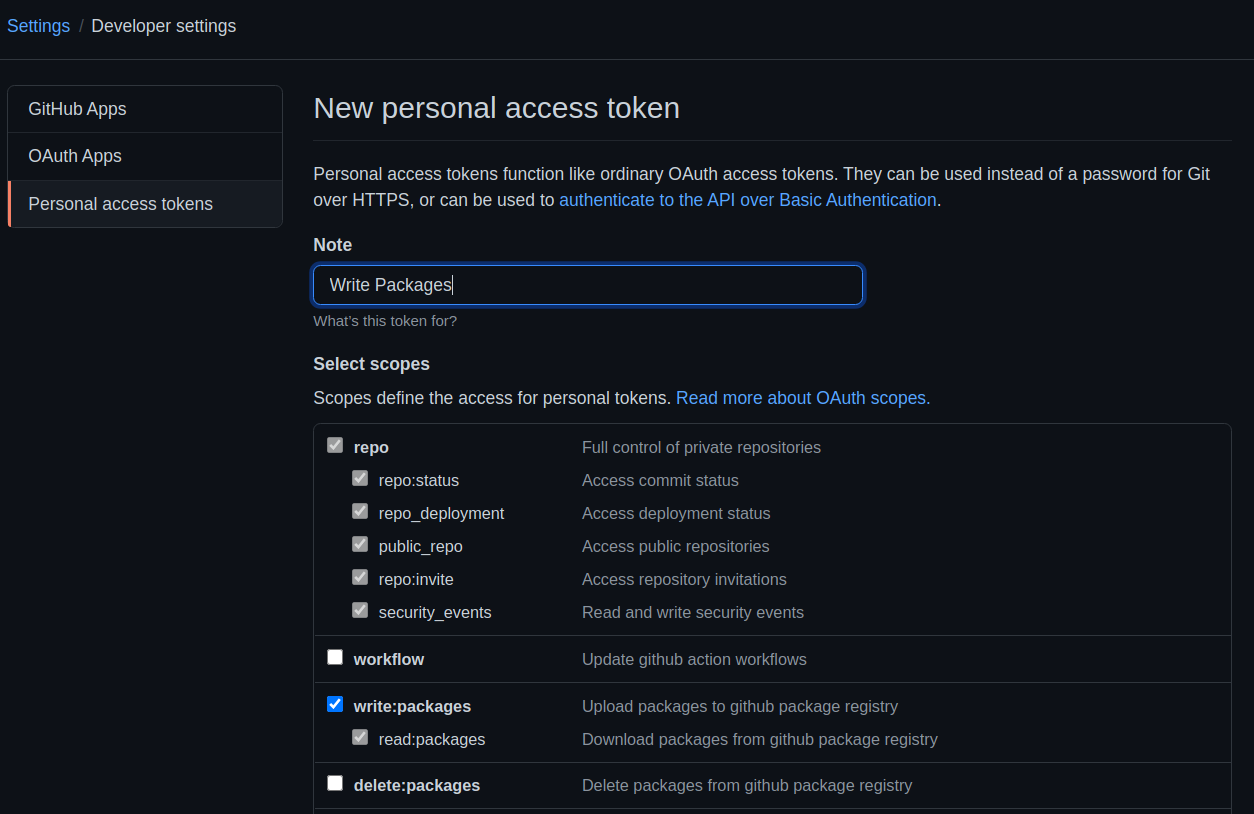 Settings / Developer settings
GitHub Apps
OAuth Apps
Personal access tokens
New personal access token
Personal access tokens function like ordinary OAuth access tokens. They can be used instead of a password for Git
over HTTPS, or can be used to authenticate to the API over Basic Authentication.
Note
Write Packages
What's this token for?
Select scopes
Scopes define the access for personal tokens. Read more about OAuth scopes.
repo Full control of private repositories
repo:status Access commit status
repo_deployment Access deployment status
public_repo Access public repositories
repo:invite Access repository invitations
security_events Read and write security events
workflow Update github action workflows
write:packages Upload packages to github package registry
read:packages Download packages from github package registry
delete:packages Delete packages from github package registry